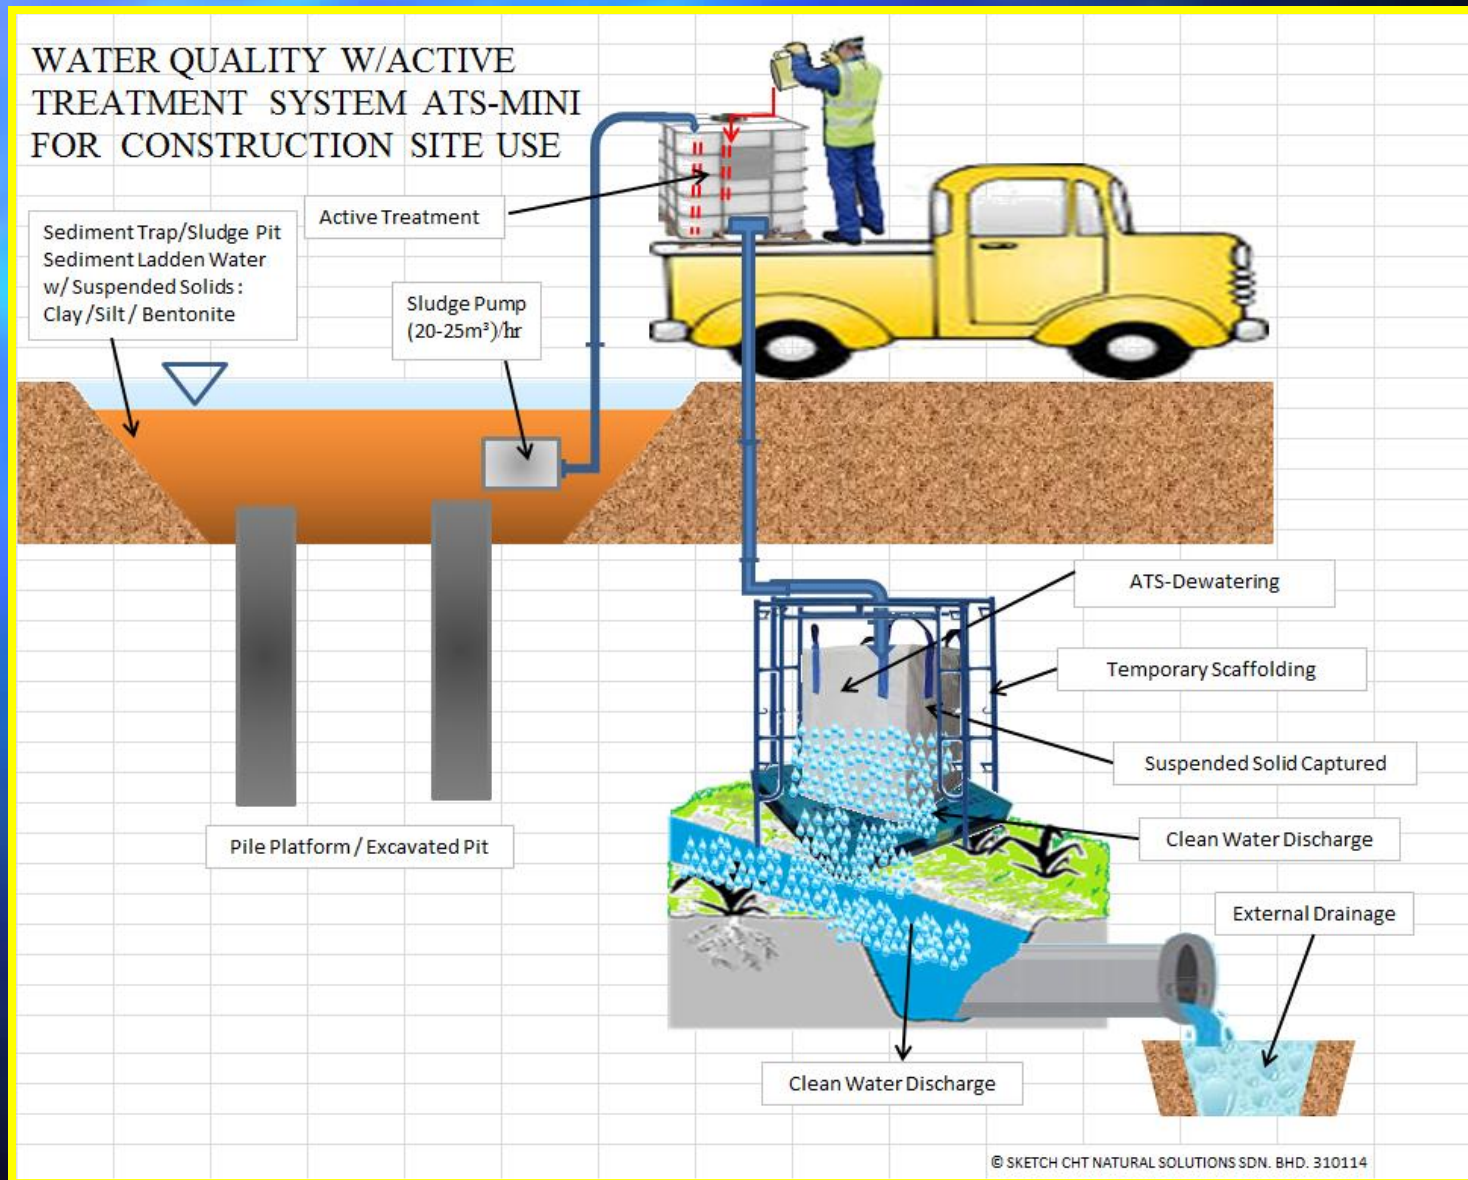 WATER QUALITY W/ACTIVE
TREATMENT SYSTEM ATS-MINI
FOR CONSTRUCTION SITE USE
Active Treatment
Sediment Trap/Sludge Pit
Sediment Ladden Water
w/ Suspended Solids :
Clay /Silt / Bentonite
Sludge Pump
(20-25m³)/hr
ATS-Dewatering
Temporary Scaffolding
Suspended Solid Captured
Pile Platform / Excavated Pit
Clean Water Discharge
External Drainage
Clean Water Discharge
© SKETCH CHT NATURAL SOLUTIONS SDN. BHD. 310114